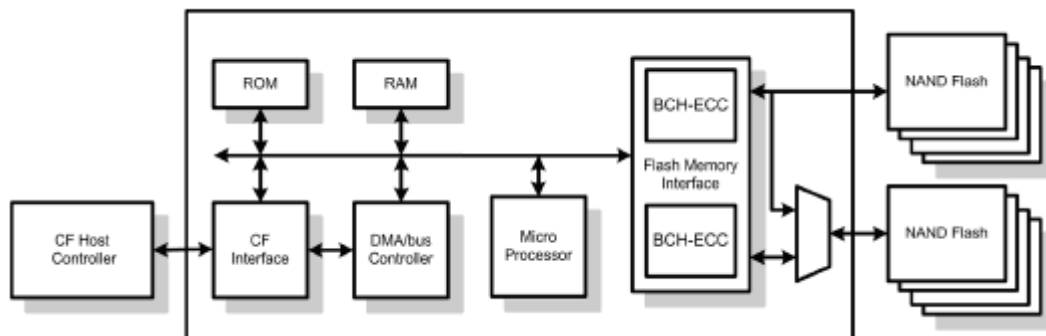 ROM
RAM
BCH-ECC
NAND Flash
Flash Memory
Interface
CF Host
Controller
CF
Interface
DMA/bus
Controller
Micro
Processor
BCH-ECC
NAND Flash